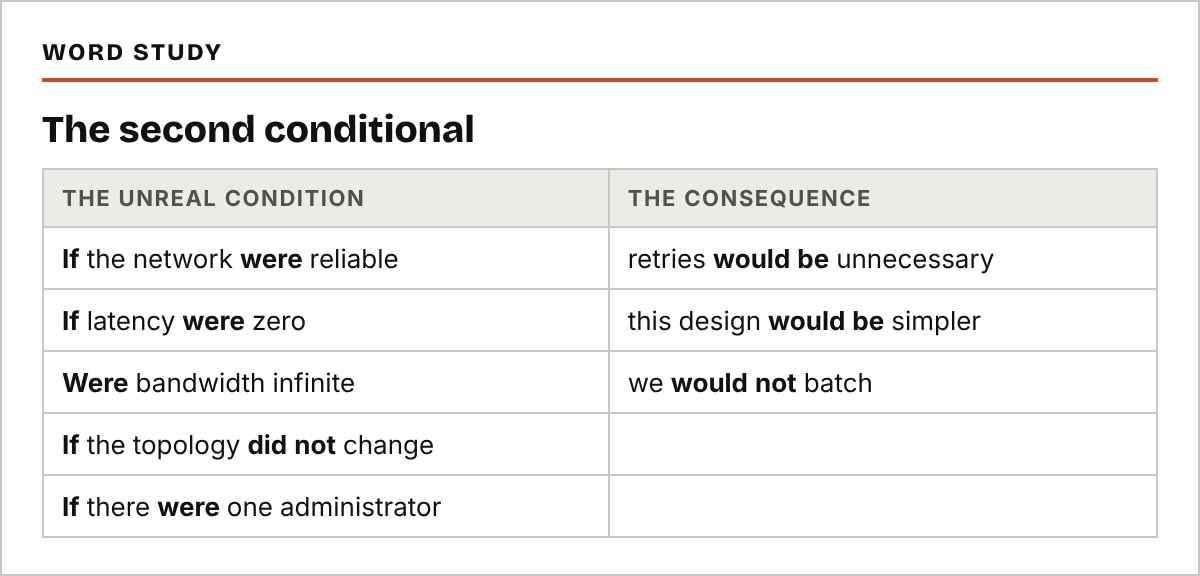 WORD STUDY
The second conditional
THE UNREAL CONDITION THE CONSEQUENCE
If the network were reliable retries would be unnecessary
If latency were zero this design would be simpler
Were bandwidth infinite we would not batch
If the topology did not change
If there were one administrator